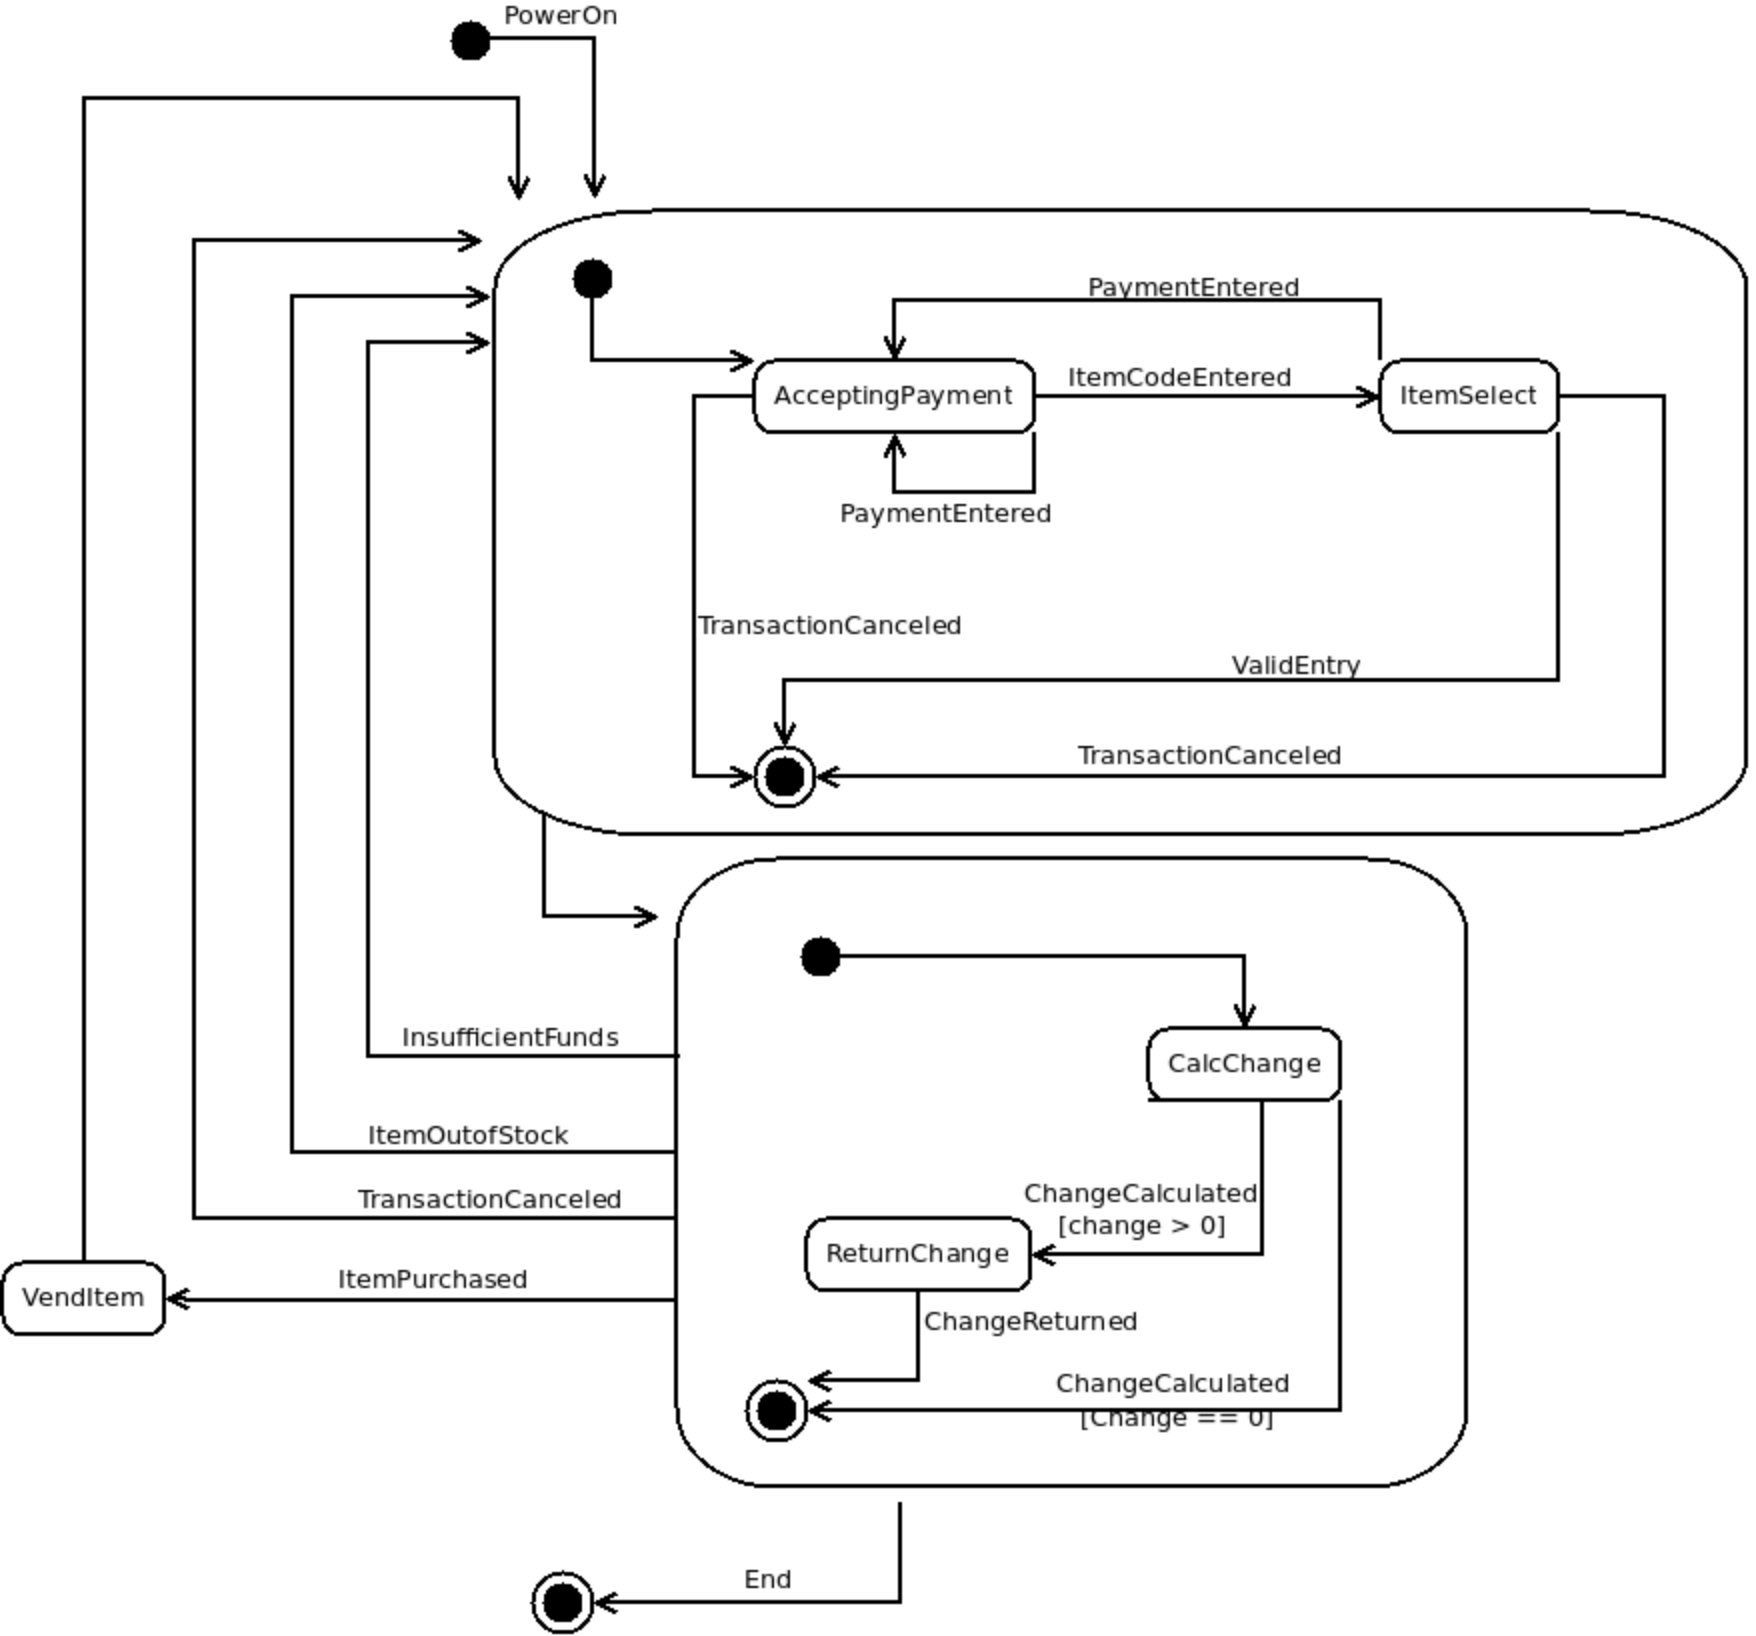 PowerOn
PaymentEntered
ItemCodeEntered
AcceptingPayment
ItemSelect
PaymentEntered
TransactionCanceled
ValidEntry
TransactionCanceled
InsufficientFunds
CalcChange
ItemOutofStock
TransactionCanceled
ChangeCalculated
[change > 0]
ReturnChange
ItemPurchased
VendItem
ChangeReturned
ChangeCalculated
[Change == 0]
End